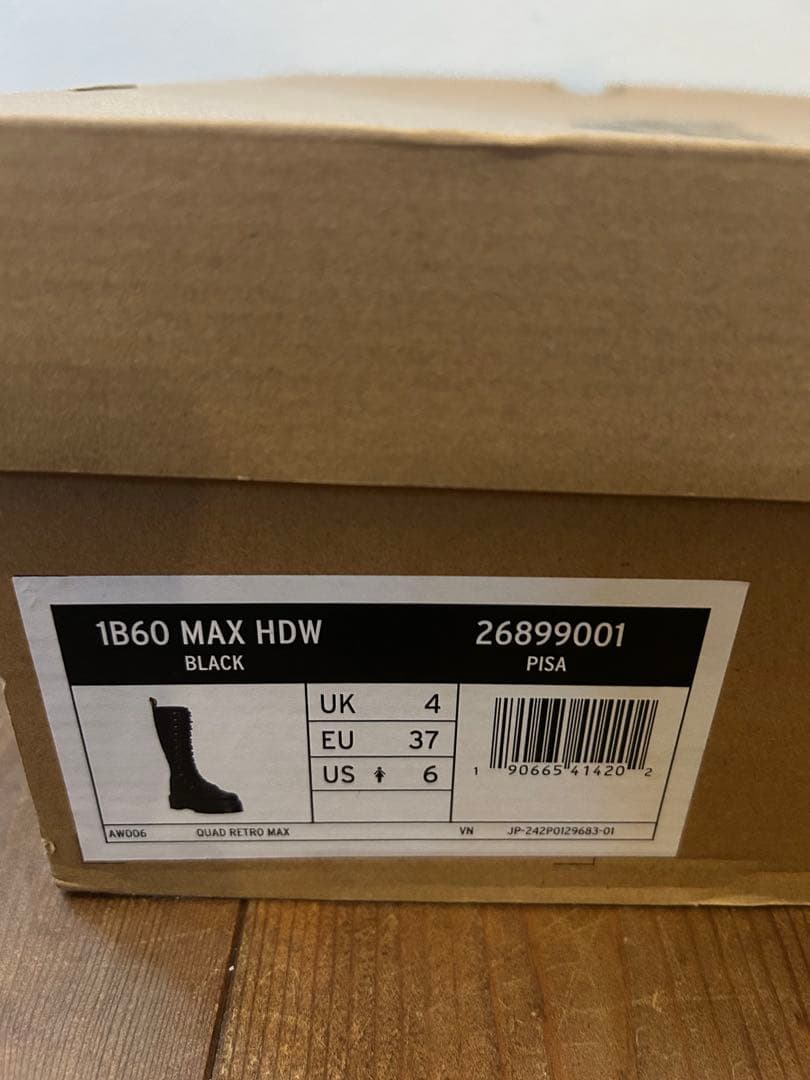 1B60 MAX HDW 26899001
BLACK PISA
UK 4
EU 37
US 6
1 90665 41420 2
AW006 QUAD RETRO MAX VN JP-242P0129683-01